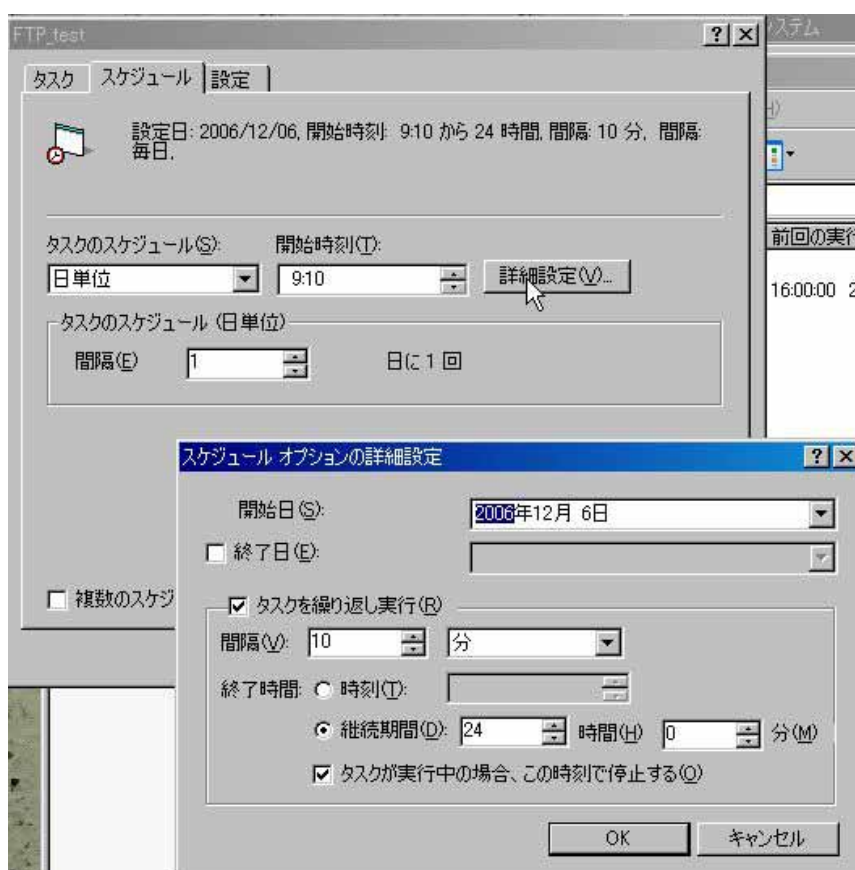 FTP_test
システム
タスク スケジュール 設定
設定日: 2006/12/06, 開始時刻: 9:10 から 24 時間, 間隔: 10 分, 間隔:
毎日,
タスクのスケジュール(S): 開始時刻(T):
日単位 9:10 詳細設定(V)...
前回の実行
16:00:00 2
タスクのスケジュール (日単位)
間隔(E) 1 日に 1 回
スケジュール オプションの詳細設定
開始日(S): 2006年12月 6日
終了日(E):
複数のスケジ
タスクを繰り返し実行(R)
間隔(V): 10 分
終了時間: 時刻(T):
継続期間(D): 24 時間(H) 0 分(M)
タスクが実行中の場合、この時刻で停止する(O)
OK キャンセル